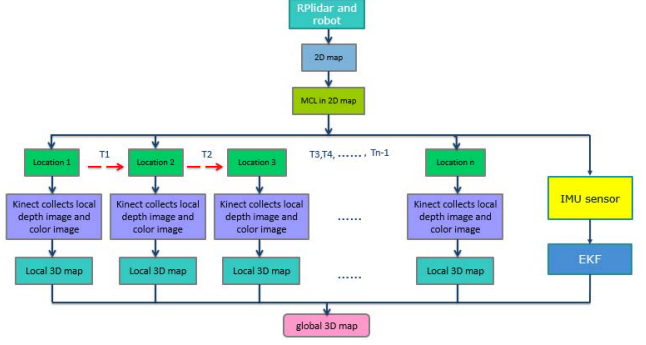 RPlidar and
robot
2D map
MCL in 2D map
Location 1
T1
Location 2
T2
Location 3
T3,T4, ......, Tn-1
Location n
Kinect collects local
depth image and
color image
Kinect collects local
depth image and
color image
Kinect collects local
depth image and
color image
......
Kinect collects local
depth image and
color image
IMU sensor
Local 3D map
Local 3D map
Local 3D map
......
Local 3D map
EKF
global 3D map